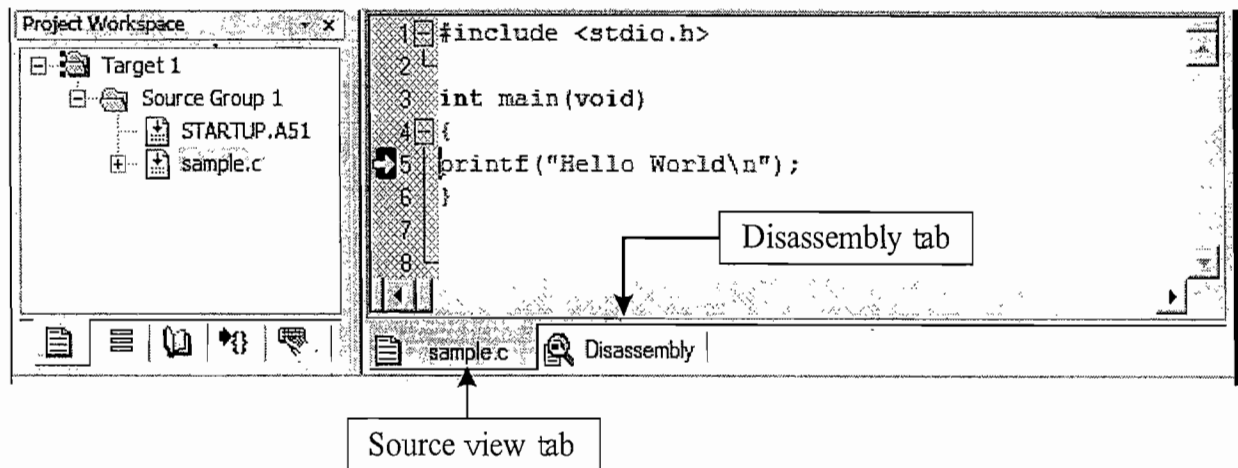 Project Workspace
Target 1
Source Group 1
STARTUP.A51
sample.c
1 #include <stdio.h>
2
3 int main(void)
4 {
5 printf("Hello World\n");
6 }
7
8
Disassembly tab
sample.c
Disassembly
Source view tab